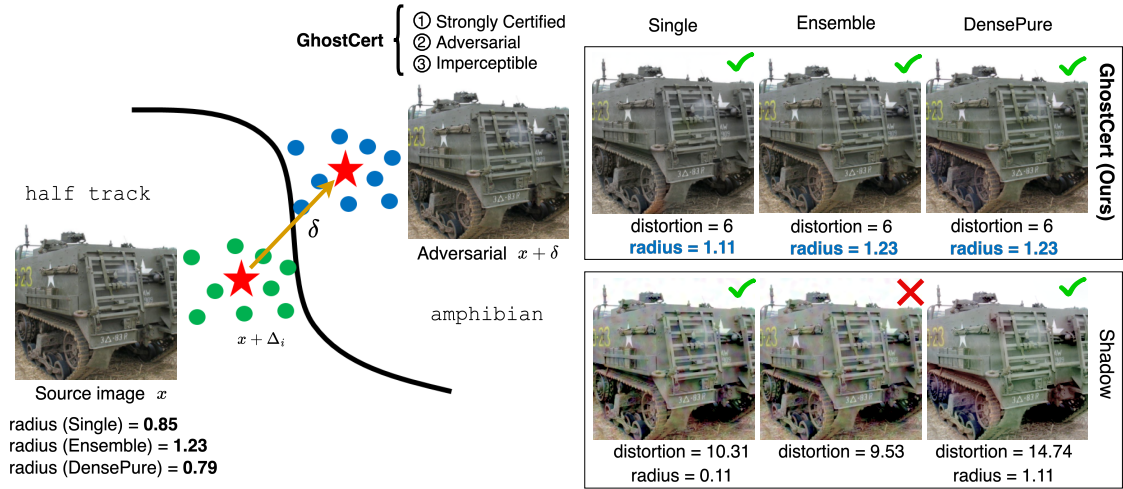 GhostCert
① Strongly Certified
② Adversarial
③ Imperceptible
half track
δ
Adversarial x + δ
amphibian
x + Δᵢ
Source image x
radius (Single) = 0.85
radius (Ensemble) = 1.23
radius (DensePure) = 0.79
Single
Ensemble
DensePure
GhostCert (Ours)
distortion = 6
radius = 1.11
distortion = 6
radius = 1.23
distortion = 6
radius = 1.23
Shadow
distortion = 10.31
radius = 0.11
distortion = 9.53
distortion = 14.74
radius = 1.11